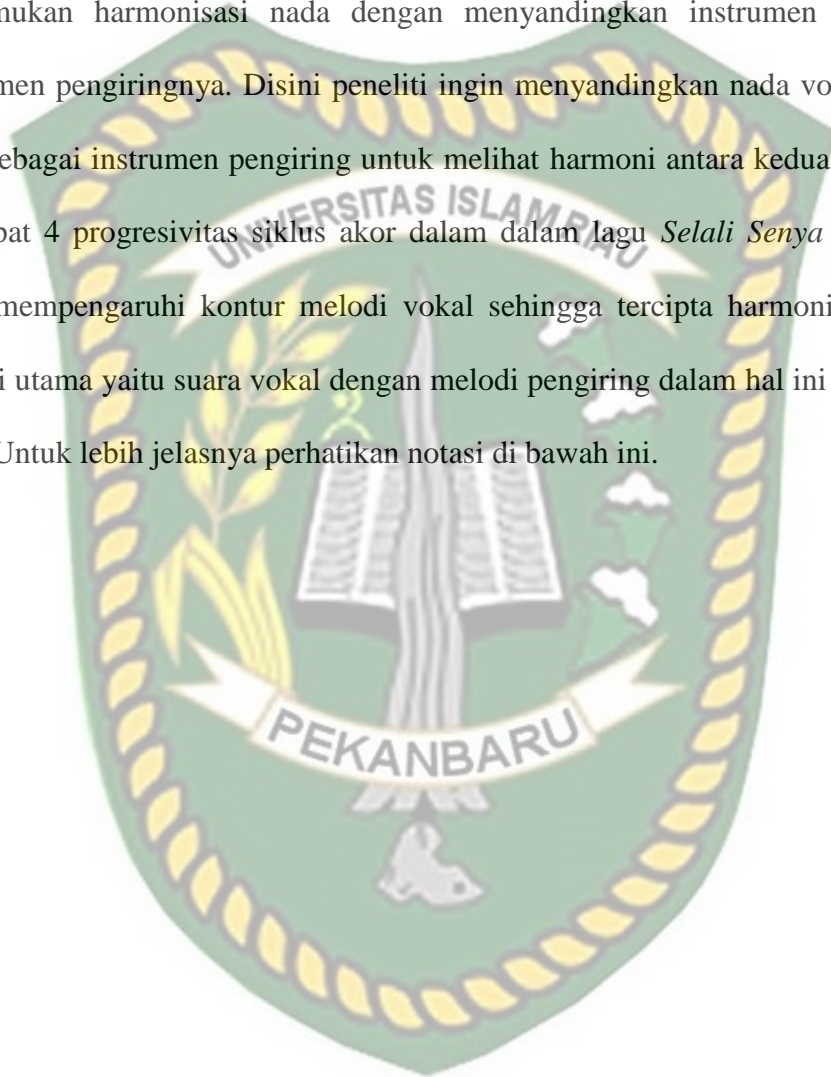 mukan harmonisasi nada dengan menyandingkan instrumen
men pengiringnya. Disini peneliti ingin menyandingkan nada vo
ebagai instrumen pengiring untuk melihat harmoni antara kedua
pat 4 progresivitas siklus akor dalam dalam lagu Selali Senya
mempengaruhi kontur melodi vokal sehingga tercipta harmoni
i utama yaitu suara vokal dengan melodi pengiring dalam hal ini
Untuk lebih jelasnya perhatikan notasi di bawah ini.
UNIVERSITAS ISLAM RIAU
PEKANBARU